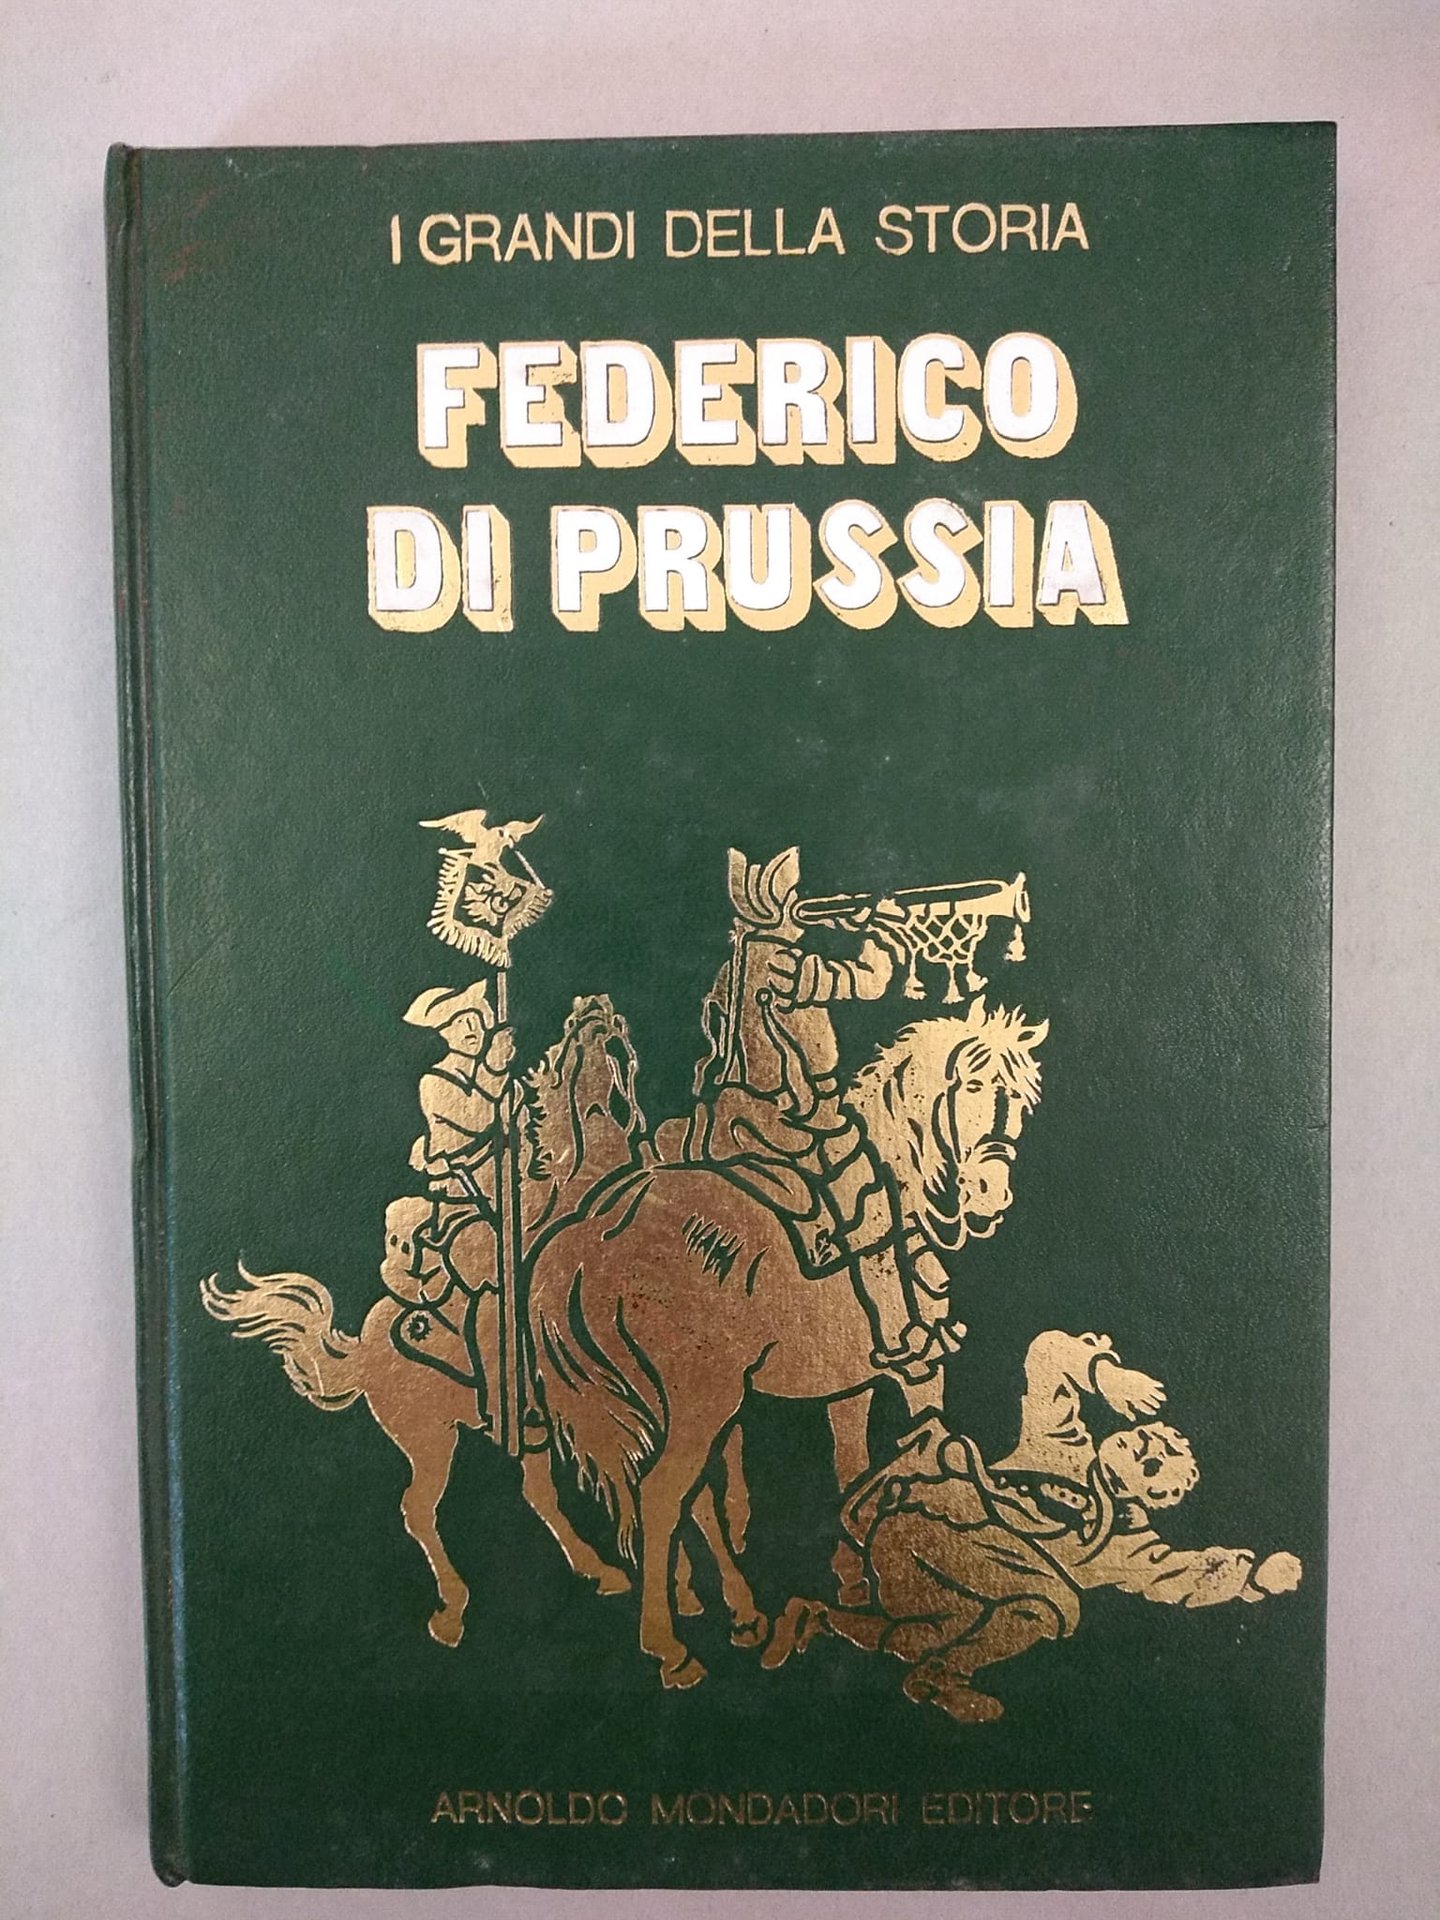 I GRANDI DELLA STORIA
FEDERICO
DI PRUSSIA
ARNOLDO MONDADORI EDITORE